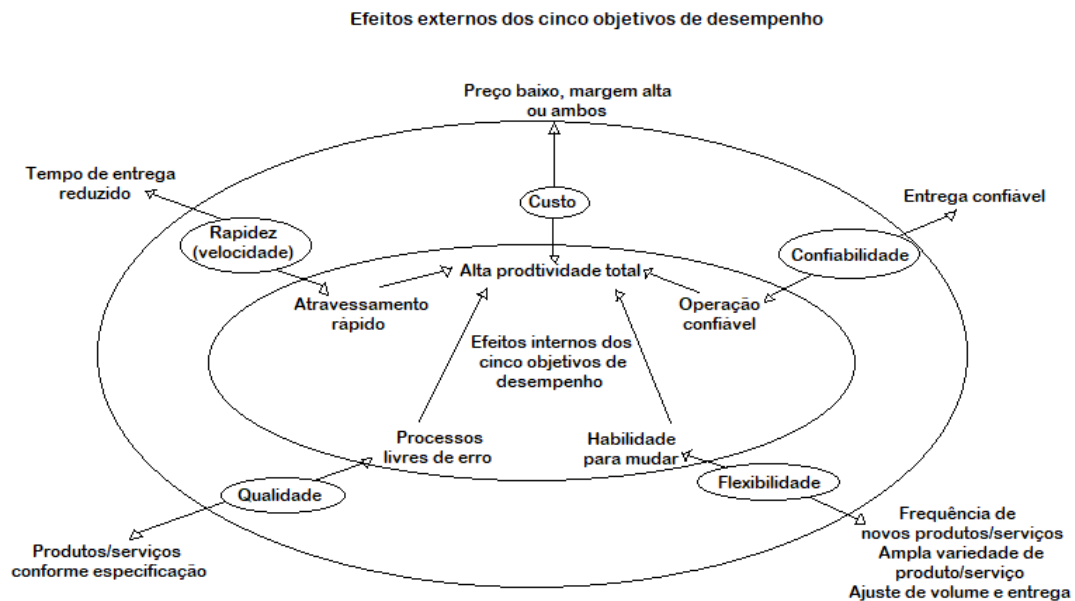 Efeitos externos dos cinco objetivos de desempenho
Preço baixo, margem alta
ou ambos
Tempo de entrega
reduzido
Custo
Entrega confiável
Rapidez
(velocidade)
Confiabilidade
Alta prodtividade total
Atravessamento
rápido
Operação
confiável
Efeitos internos dos
cinco objetivos de
desempenho
Processos
livres de erro
Habilidade
para mudar
Qualidade
Flexibilidade
Produtos/serviços
conforme especificação
Frequência de
novos produtos/serviços
Ampla variedade de
produto/serviço
Ajuste de volume e entrega